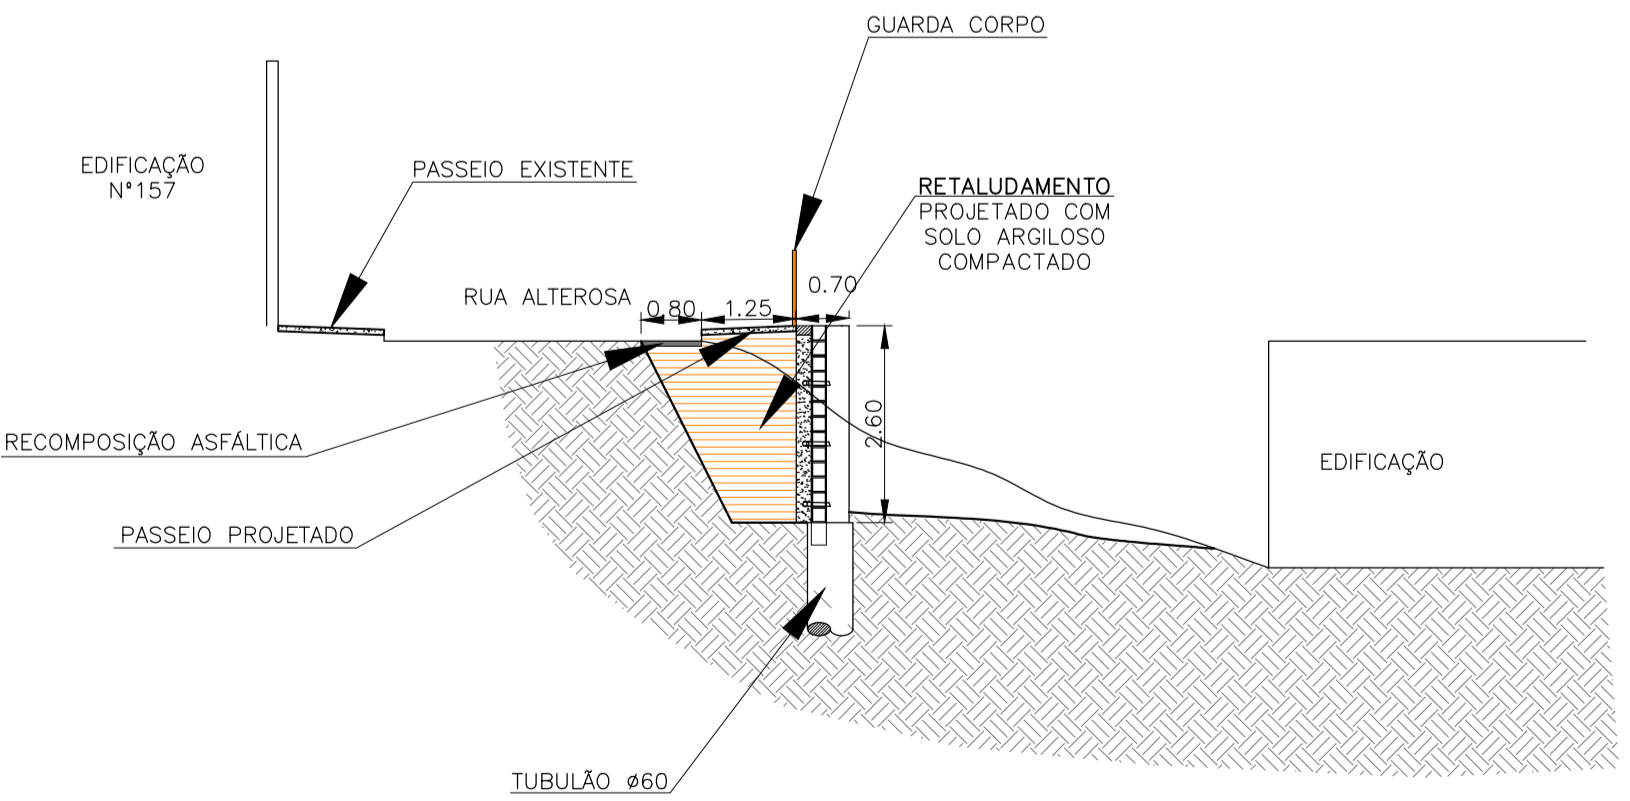 GUARDA CORPO
EDIFICAÇÃO
N°157
PASSEIO EXISTENTE
RETALUDAMENTO
PROJETADO COM
SOLO ARGILOSO
COMPACTADO
RUA ALTEROSA
0.80
1.25
0.70
2.60
RECOMPOSIÇÃO ASFÁLTICA
EDIFICAÇÃO
PASSEIO PROJETADO
TUBULÃO ø60